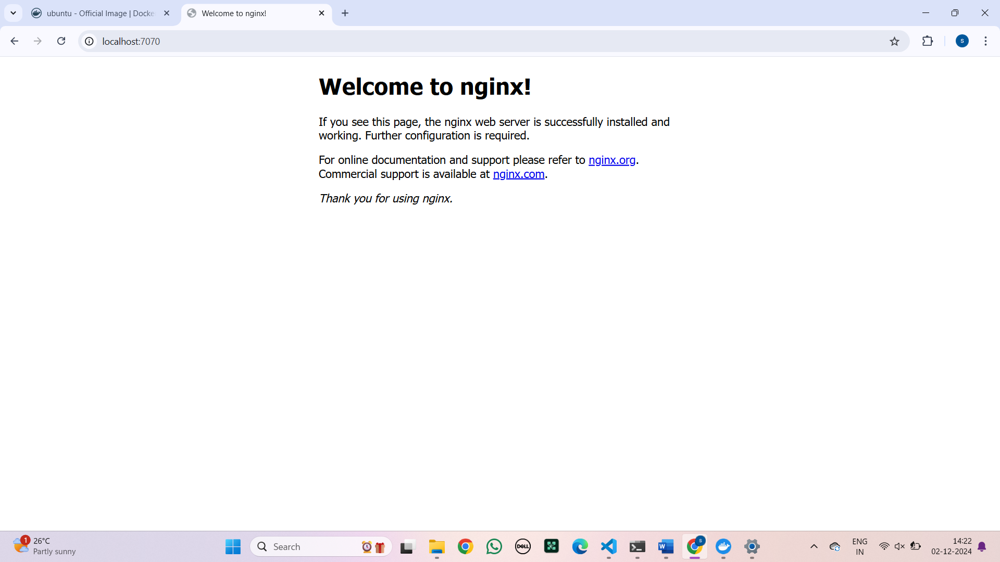 ubuntu - Official Image | Docke
Welcome to nginx!
localhost:7070
S
Welcome to nginx!
If you see this page, the nginx web server is successfully installed and
working. Further configuration is required.
For online documentation and support please refer to nginx.org.
Commercial support is available at nginx.com.
Thank you for using nginx.
1
26°C
Partly sunny
Search
DELL
W
S
ENG
IN
14:22
02-12-2024